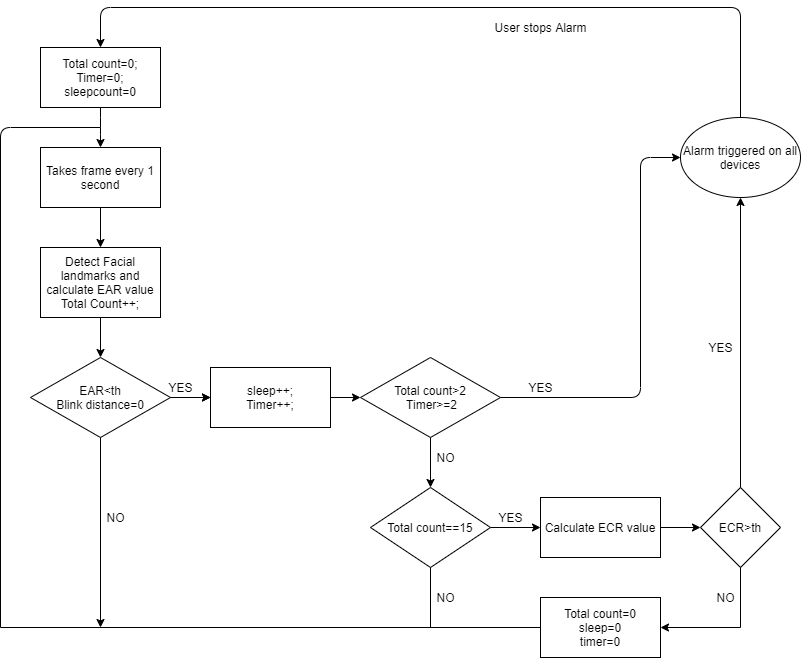 User stops Alarm
Total count=0;
Timer=0;
sleepcount=0
Alarm triggered on all
devices
Takes frame every 1
second
Detect Facial
landmarks and
calculate EAR value
Total Count++;
YES
EAR<th
Blink distance=0
YES
sleep++;
Timer++;
Total count>2
Timer>=2
YES
NO
NO
Total count==15
YES
Calculate ECR value
ECR>th
NO
NO
Total count=0
sleep=0
timer=0